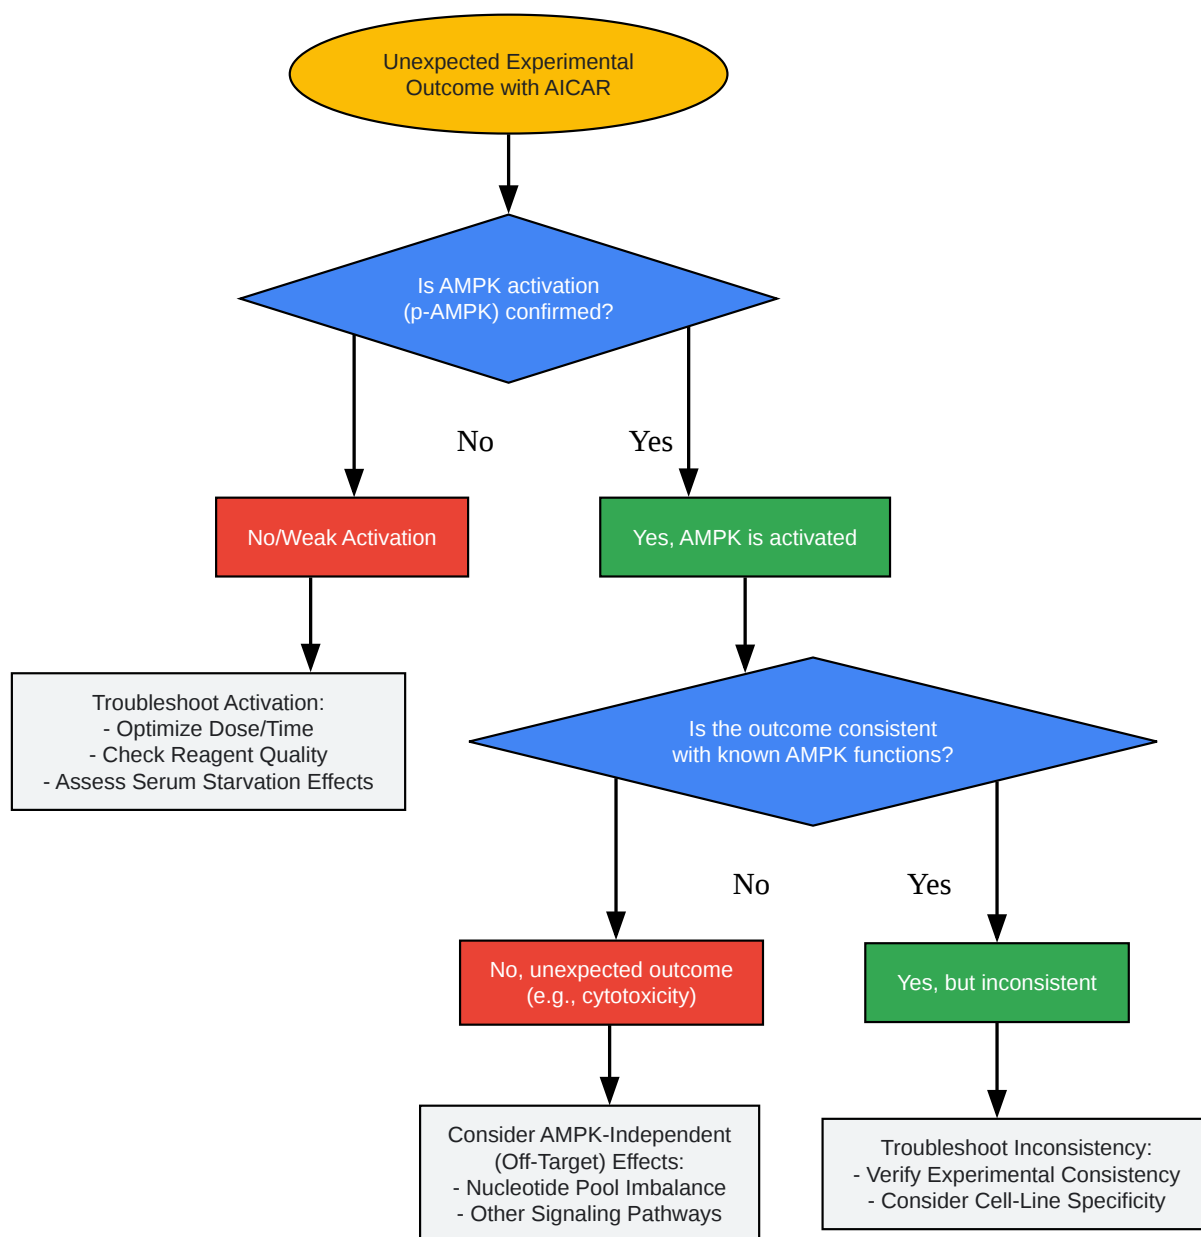 Unexpected Experimental
Outcome with AICAR
Is AMPK activation
(p-AMPK) confirmed?
No
Yes
No/Weak Activation
Yes, AMPK is activated
Troubleshoot Activation:
- Optimize Dose/Time
- Check Reagent Quality
- Assess Serum Starvation Effects
Is the outcome consistent
with known AMPK functions?
No
Yes
No, unexpected outcome
(e.g., cytotoxicity)
Yes, but inconsistent
Consider AMPK-Independent
(Off-Target) Effects:
- Nucleotide Pool Imbalance
- Other Signaling Pathways
Troubleshoot Inconsistency:
- Verify Experimental Consistency
- Consider Cell-Line Specificity